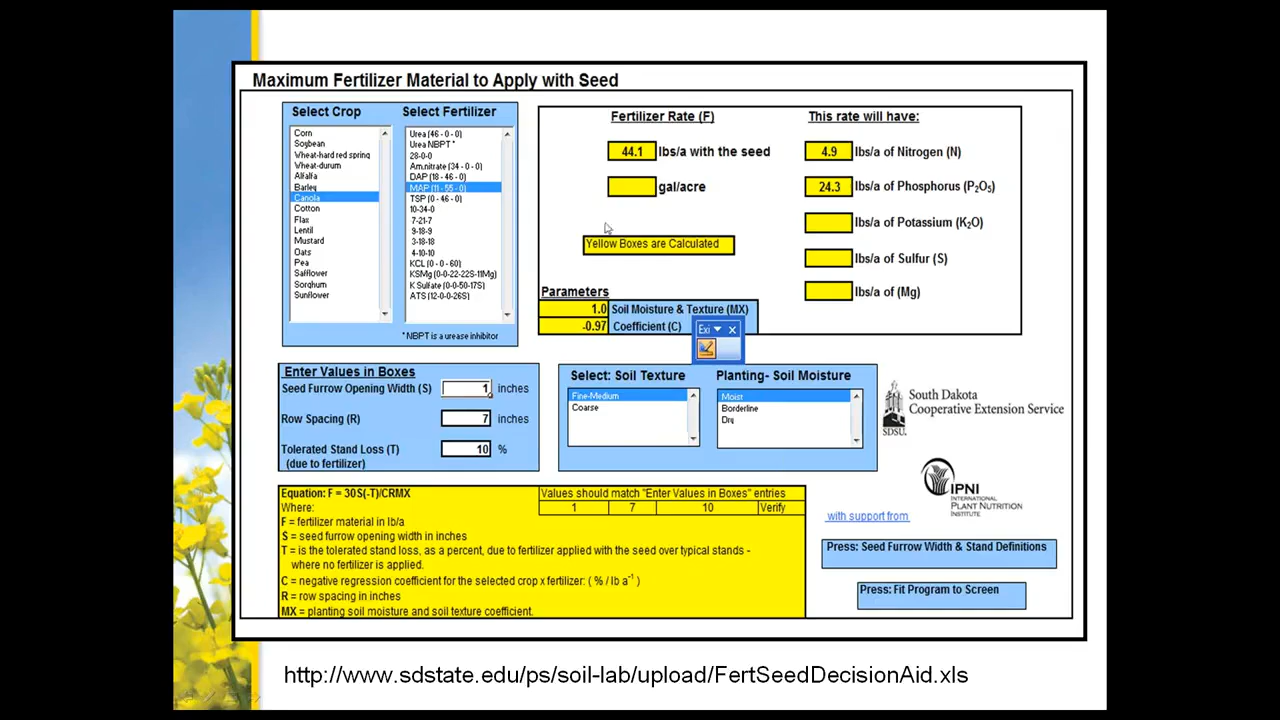 Maximum Fertilizer Material to Apply with Seed
Select Crop
Corn
Soybean
Wheat-hard red spring
Wheat-durum
Alfalfa
Barley
Canola
Cotton
Flax
Lentil
Mustard
Oats
Pea
Safflower
Sorghum
Sunflower
Select Fertilizer
Urea (46 - 0 - 0)
Urea NBPT *
28-0-0
Am.nitrate (34 - 0 - 0)
DAP (18 - 46 - 0)
MAP (11 - 55 - 0)
TSP (0 - 46 - 0)
10-34-0
7-21-7
9-18-9
3-18-18
4-10-10
KCL (0 - 0 - 60)
KSMg (0-0-22-22S-11Mg)
K Sulfate (0-0-50-17S)
ATS (12-0-0-26S)
* NBPT is a urease inhibitor
Fertilizer Rate (F)
44.1 lbs/a with the seed
gal/acre
Yellow Boxes are Calculated
This rate will have:
4.9 lbs/a of Nitrogen (N)
24.3 lbs/a of Phosphorus (P2O5)
lbs/a of Potassium (K2O)
lbs/a of Sulfur (S)
lbs/a of (Mg)
Parameters
1.0 Soil Moisture & Texture (MX)
-0.97 Coefficient (C)
Exi
Enter Values in Boxes
Seed Furrow Opening Width (S) 1 inches
Row Spacing (R) 7 inches
Tolerated Stand Loss (T) 10 %
(due to fertilizer)
Select: Soil Texture
Fine-Medium
Coarse
Planting- Soil Moisture
Moist
Borderline
Dry
South Dakota
Cooperative Extension Service
SDSU.
IPNI
INTERNATIONAL
PLANT NUTRITION
INSTITUTE
with support from
Press: Seed Furrow Width & Stand Definitions
Press: Fit Program to Screen
Equation: F = 30S(-T)/CRMX
Where:
F = fertilizer material in lb/a
S = seed furrow opening width in inches
T = is the tolerated stand loss, as a percent, due to fertilizer applied with the seed over typical stands -
where no fertilizer is applied.
C = negative regression coefficient for the selected crop x fertilizer: ( % / lb a-1 )
R = row spacing in inches
MX = planting soil moisture and soil texture coefficient.
Values should match "Enter Values in Boxes" entries
1 7 10 Verify
http://www.sdstate.edu/ps/soil-lab/upload/FertSeedDecisionAid.xls